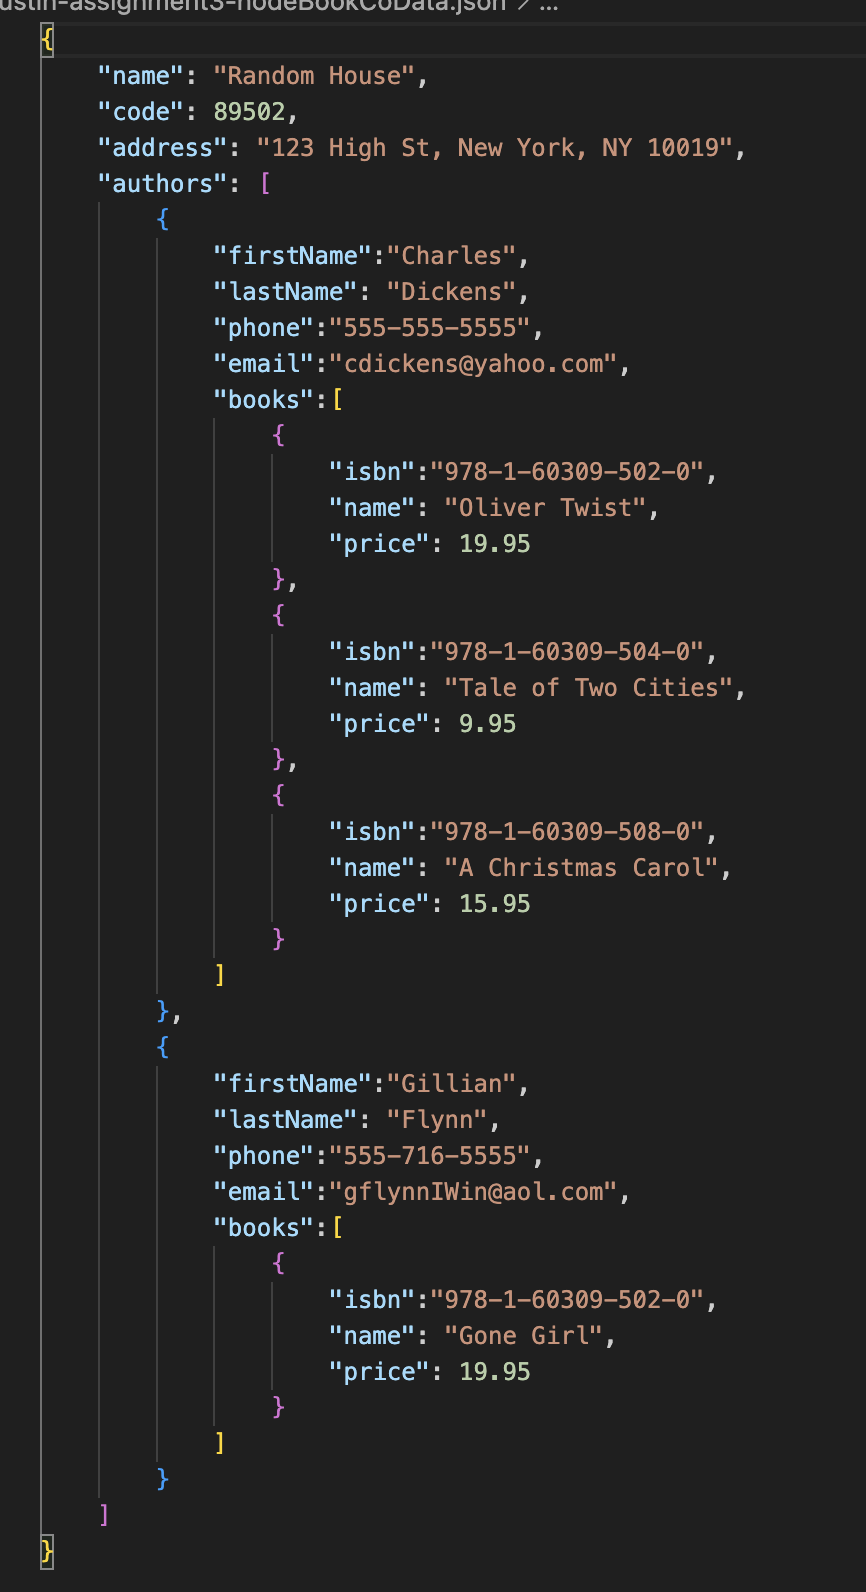 ustin-assignment3-nodeBookCoData.json > ...
{
    "name": "Random House",
    "code": 89502,
    "address": "123 High St, New York, NY 10019",
    "authors": [
        {
            "firstName":"Charles",
            "lastName": "Dickens",
            "phone":"555-555-5555",
            "email":"cdickens@yahoo.com",
            "books":[
                {
                    "isbn":"978-1-60309-502-0",
                    "name": "Oliver Twist",
                    "price": 19.95
                },
                {
                    "isbn":"978-1-60309-504-0",
                    "name": "Tale of Two Cities",
                    "price": 9.95
                },
                {
                    "isbn":"978-1-60309-508-0",
                    "name": "A Christmas Carol",
                    "price": 15.95
                }
            ]
        },
        {
            "firstName":"Gillian",
            "lastName": "Flynn",
            "phone":"555-716-5555",
            "email":"gflynnIWin@aol.com",
            "books":[
                {
                    "isbn":"978-1-60309-502-0",
                    "name": "Gone Girl",
                    "price": 19.95
                }
            ]
        }
    ]
}